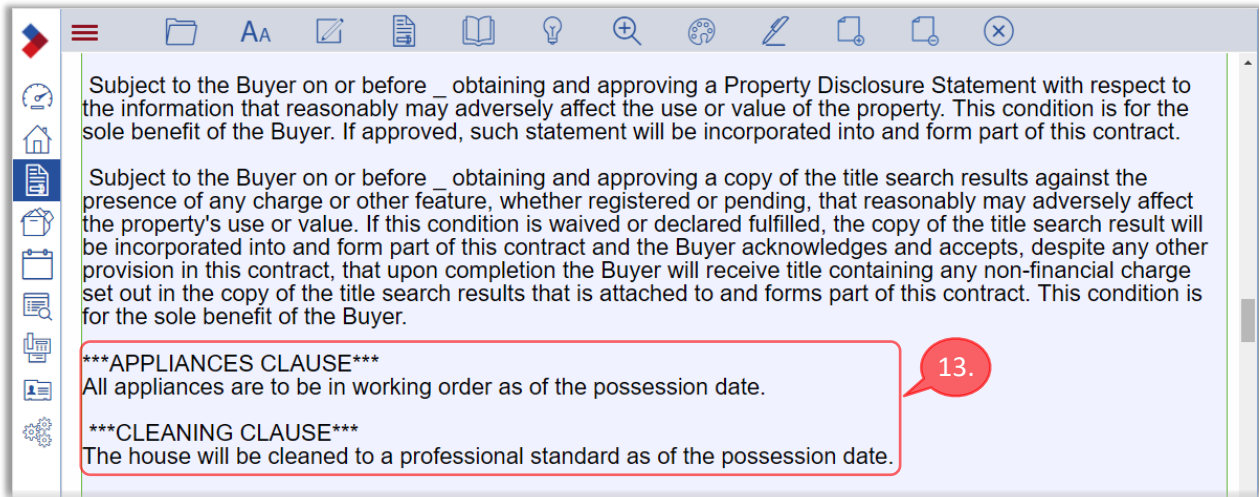 AA
Subject to the Buyer on or before _ obtaining and approving a Property Disclosure Statement with respect to
the information that reasonably may adversely affect the use or value of the property. This condition is for the
sole benefit of the Buyer. If approved, such statement will be incorporated into and form part of this contract.
Subject to the Buyer on or before _ obtaining and approving a copy of the title search results against the
presence of any charge or other feature, whether registered or pending, that reasonably may adversely affect
the property's use or value. If this condition is waived or declared fulfilled, the copy of the title search result will
be incorporated into and form part of this contract and the Buyer acknowledges and accepts, despite any other
provision in this contract, that upon completion the Buyer will receive title containing any non-financial charge
set out in the copy of the title search results that is attached to and forms part of this contract. This condition is
for the sole benefit of the Buyer.
***APPLIANCES CLAUSE***
All appliances are to be in working order as of the possession date.
13.
***CLEANING CLAUSE***
The house will be cleaned to a professional standard as of the possession date.